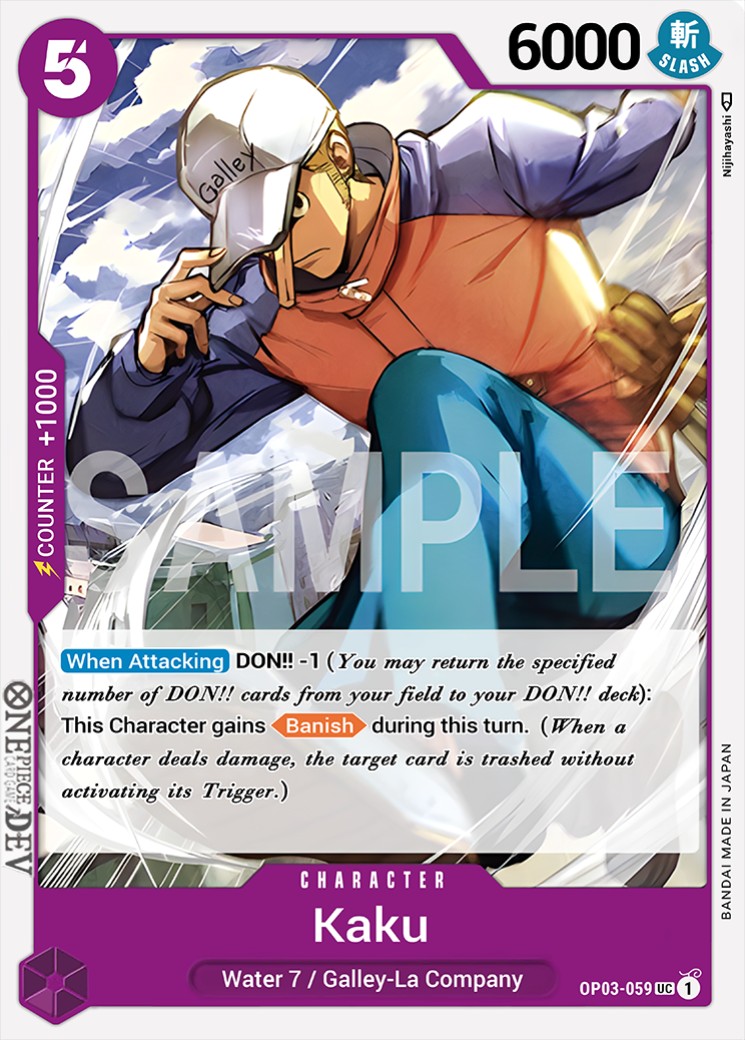 5
6000
斬
SLASH
Nijihayashi
Galley
COUNTER +1000
SAMPLE
When Attacking DON!! -1 (You may return the specified
number of DON!! cards from your field to your DON!! deck):
This Character gains Banish during this turn. (When a
character deals damage, the target card is trashed without
activating its Trigger.)
ONE PIECE
CARD GAME
DEV
BANDAI MADE IN JAPAN
CHARACTER
Kaku
Water 7 / Galley-La Company
OP03-059 UC 1